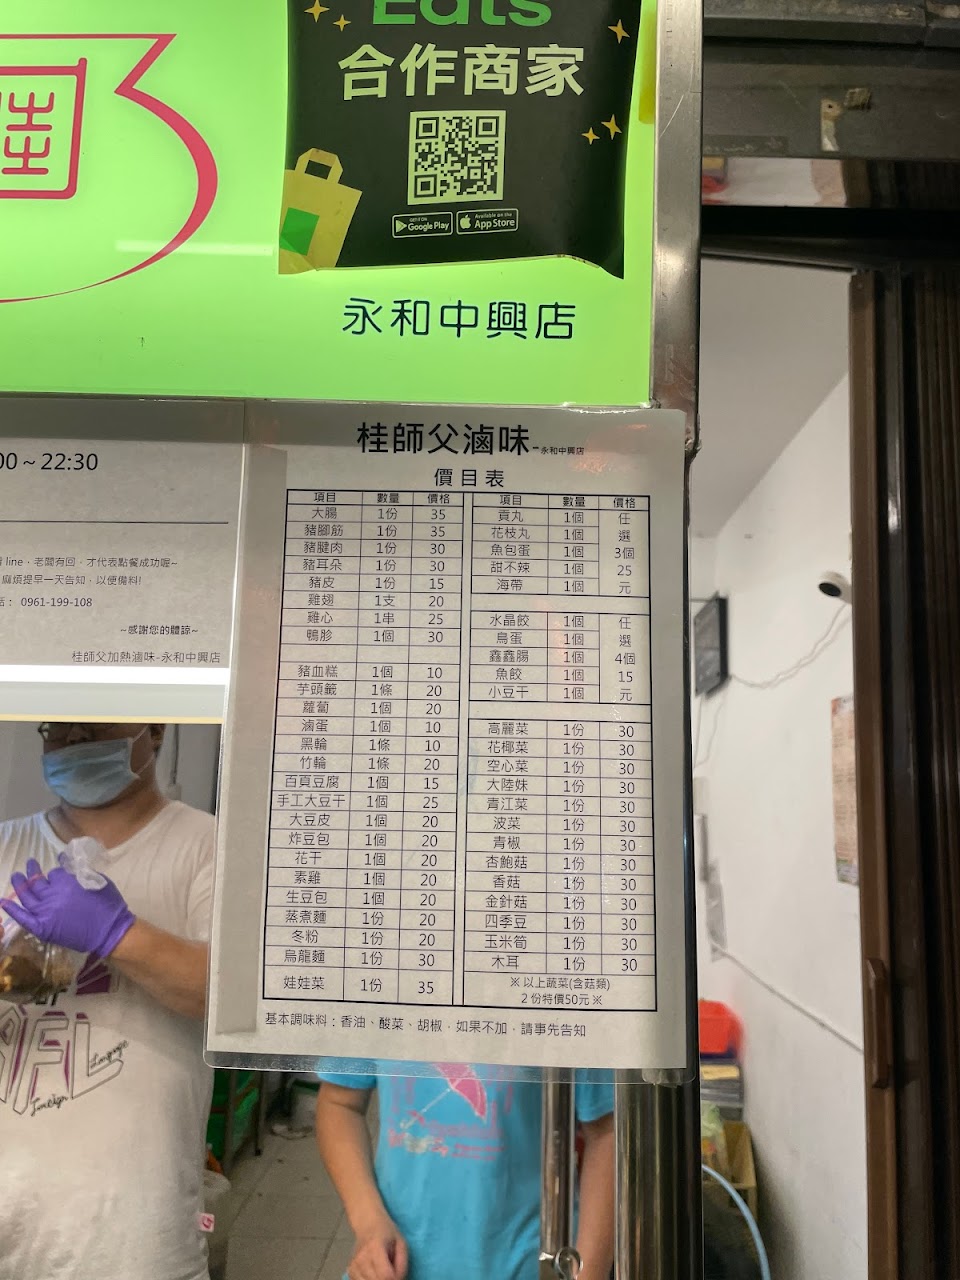 Eats
合作商家
GET IT ON
Google Play
Available on the
App Store
桂
永和中興店
00～22:30
line，老闆有回，才代表點餐成功喔~
麻煩提早一天告知，以便備料!
0961-199-108
~感謝您的體諒~
桂師父加熱滷味-永和中興店
桂師父滷味-永和中興店
價目表
項目 數量 價格
大腸 1份 35
豬腳筋 1份 35
豬腱肉 1份 30
豬耳朵 1份 30
豬皮 1份 15
雞翅 1支 20
雞心 1串 25
鴨胗 1個 30
豬血糕 1個 10
芋頭籤 1條 20
蘿蔔 1個 20
滷蛋 1個 10
黑輪 1條 10
竹輪 1條 20
百頁豆腐 1個 15
手工大豆干 1個 25
大豆皮 1個 20
炸豆包 1個 20
花干 1個 20
素雞 1個 20
生豆包 1個 20
蒸煮麵 1份 20
冬粉 1份 20
烏龍麵 1份 30
娃娃菜 1份 35
項目 數量 價格
貢丸 1個 任
花枝丸 1個 選
魚包蛋 1個 3個
甜不辣 1個 25
海帶 1個 元
水晶餃 1個 任
鳥蛋 1個 選
鑫鑫腸 1個 4個
魚餃 1個 15
小豆干 1個 元
高麗菜 1份 30
花椰菜 1份 30
空心菜 1份 30
大陸妹 1份 30
青江菜 1份 30
波菜 1份 30
青椒 1份 30
杏鮑菇 1份 30
香菇 1份 30
金針菇 1份 30
四季豆 1份 30
玉米筍 1份 30
木耳 1份 30
※ 以上蔬菜(含菇類)
2 份特價50元 ※
基本調味料：香油、酸菜、胡椒，如果不加，請事先告知